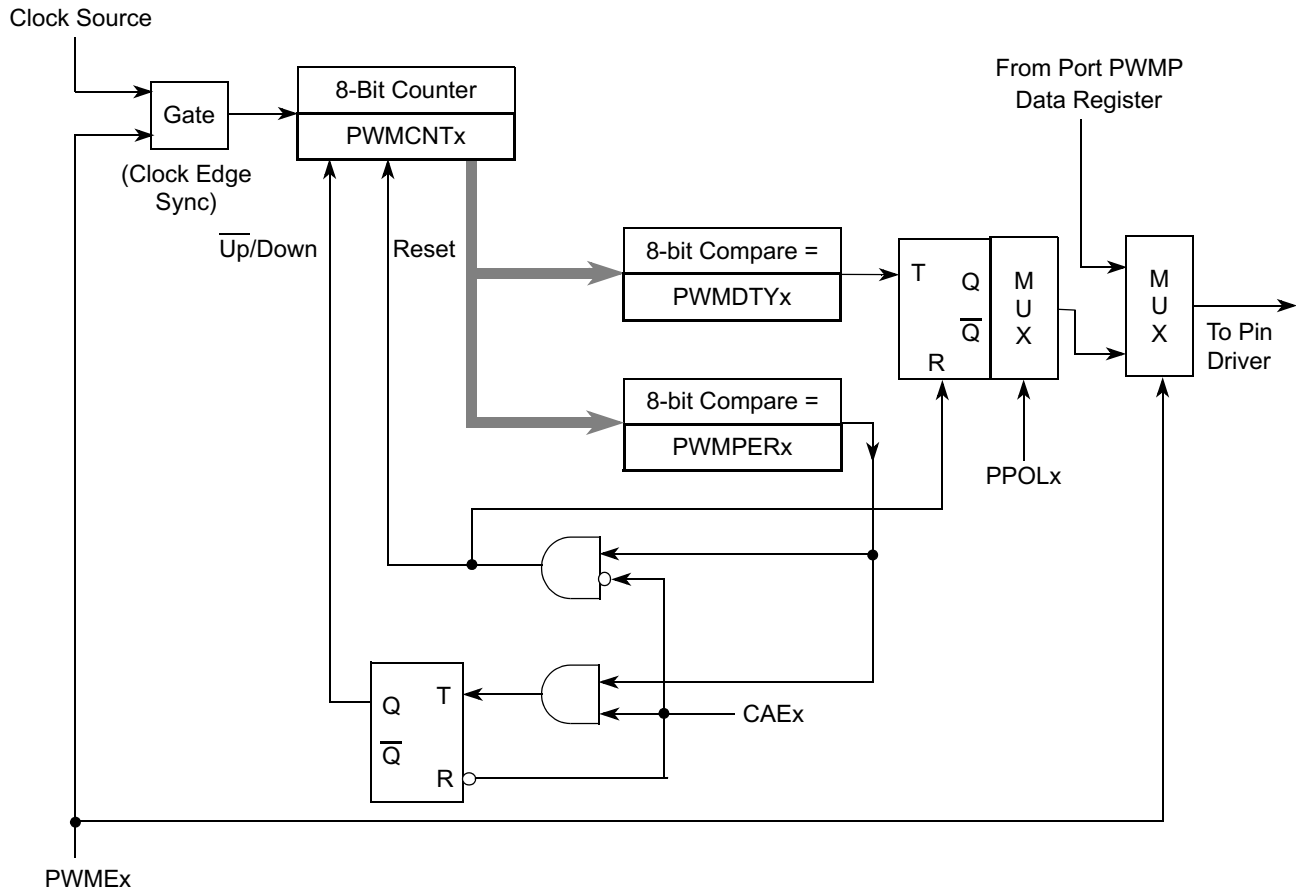 Clock Source
From Port PWMP
Data Register
8-Bit Counter
Gate
PWMCNTx
(Clock Edge
Sync)
U̅p̅/Down
Reset
8-bit Compare =
PWMDTYx
T
Q
Q̅
R
M
U
X
M
U
X
To Pin
Driver
8-bit Compare =
PWMPERx
PPOLx
Q
T
Q̅
R
CAEx
PWMEx